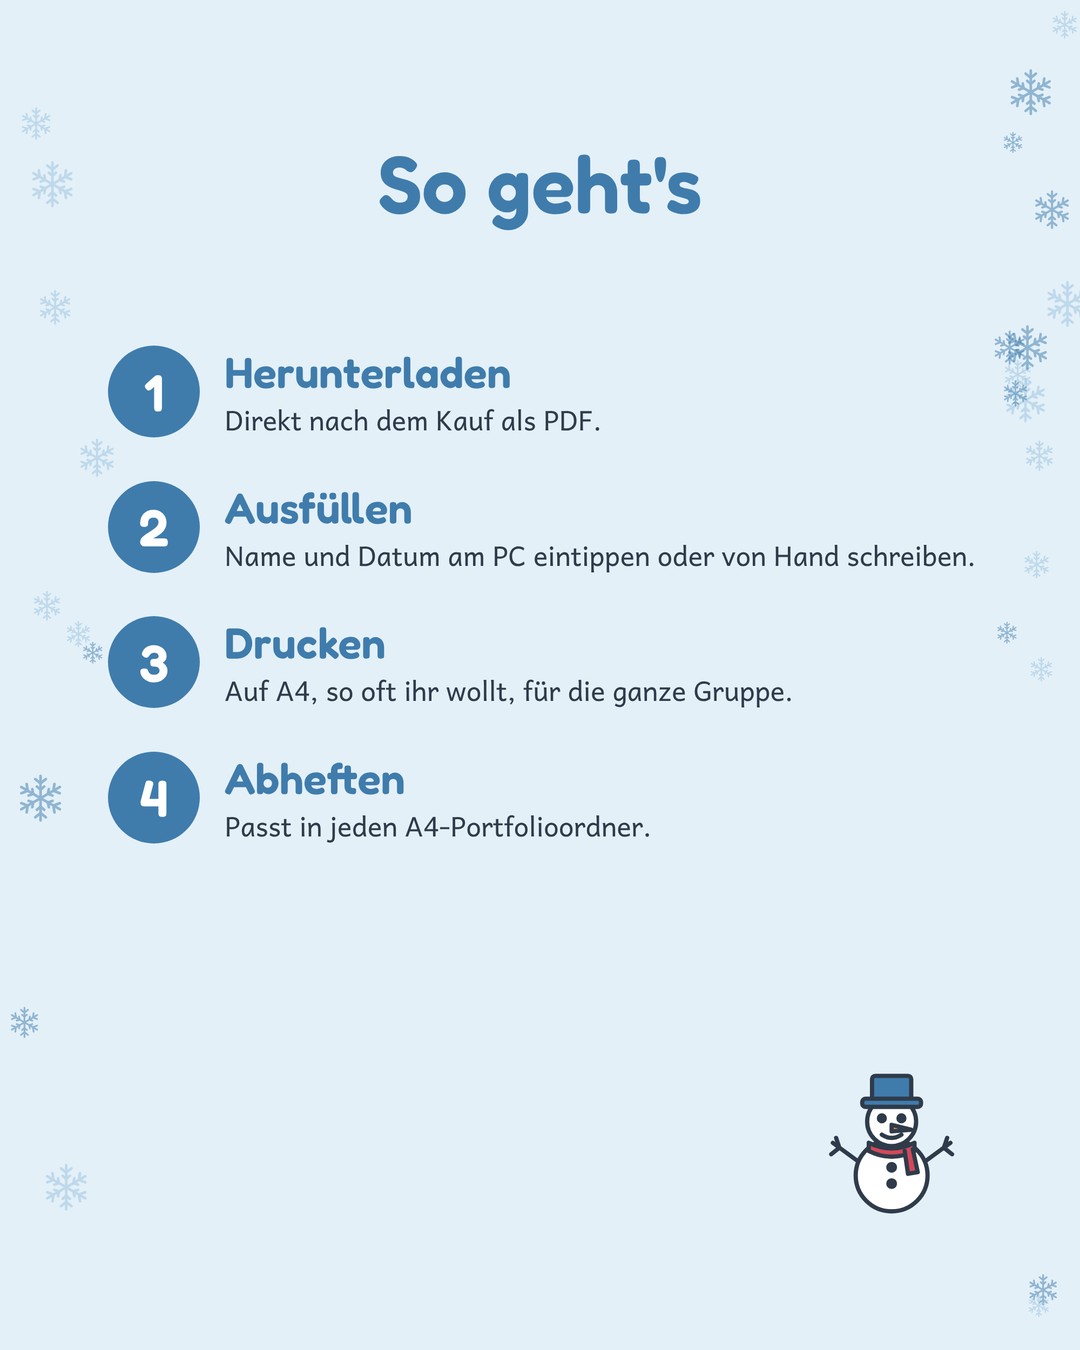 So geht's
1
Herunterladen
Direkt nach dem Kauf als PDF.
2
Ausfüllen
Name und Datum am PC eintippen oder von Hand schreiben.
3
Drucken
Auf A4, so oft ihr wollt, für die ganze Gruppe.
4
Abheften
Passt in jeden A4-Portfolioordner.